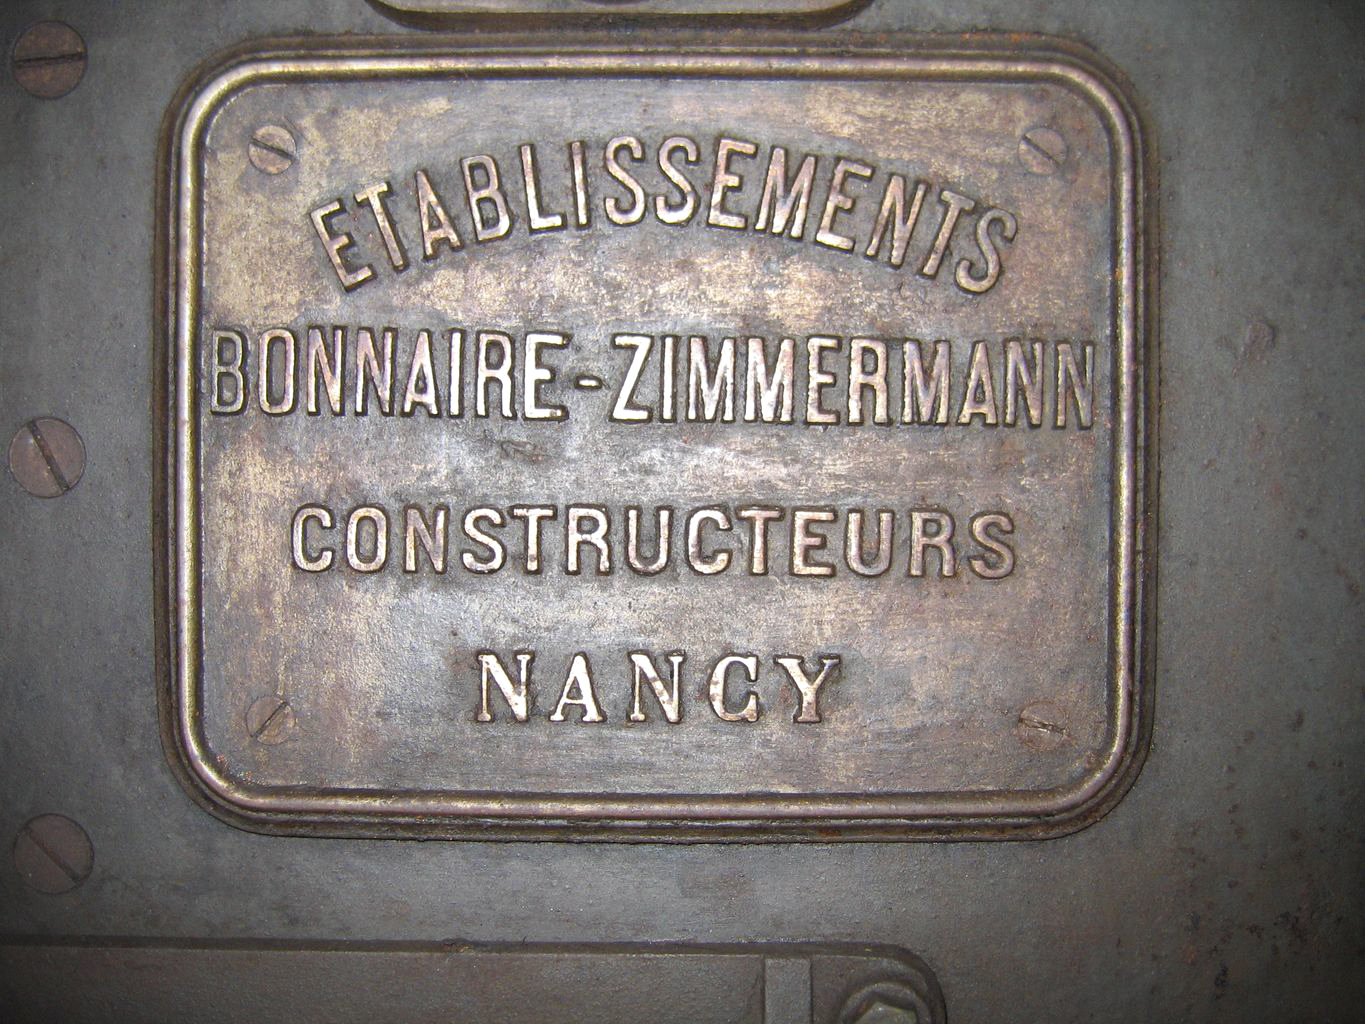 ETABLISSEMENTS
BONNAIRE-ZIMMERMANN
CONSTRUCTEURS
NANCY